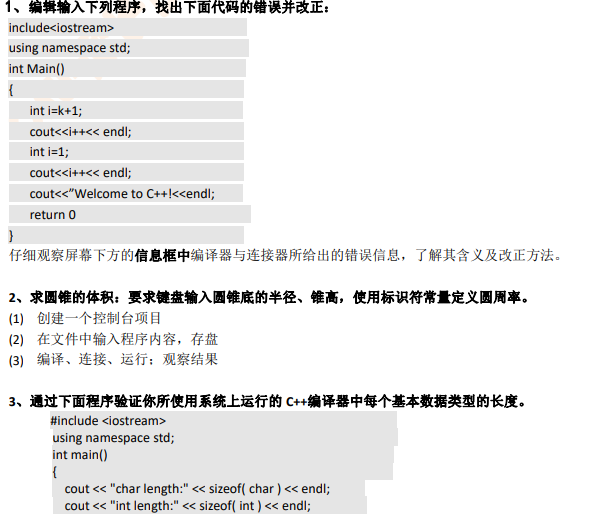 1、编辑输入下列程序，找出下面代码的错误并改正：
include<iostream>
using namespace std;
int Main()
{
int i=k+1;
cout<<i++<< endl;
int i=1;
cout<<i++<< endl;
cout<<”Welcome to C++!<<endl;
return 0
}
仔细观察屏幕下方的信息框中编译器与连接器所给出的错误信息，了解其含义及改正方法。
2、求圆锥的体积：要求键盘输入圆锥底的半径、锥高，使用标识符常量定义圆周率。
(1) 创建一个控制台项目
(2) 在文件中输入程序内容，存盘
(3) 编译、连接、运行；观察结果
3、通过下面程序验证你所使用系统上运行的 C++编译器中每个基本数据类型的长度。
#include <iostream>
using namespace std;
int main()
{
cout << "char length:" << sizeof( char ) << endl;
cout << "int length:" << sizeof( int ) << endl;